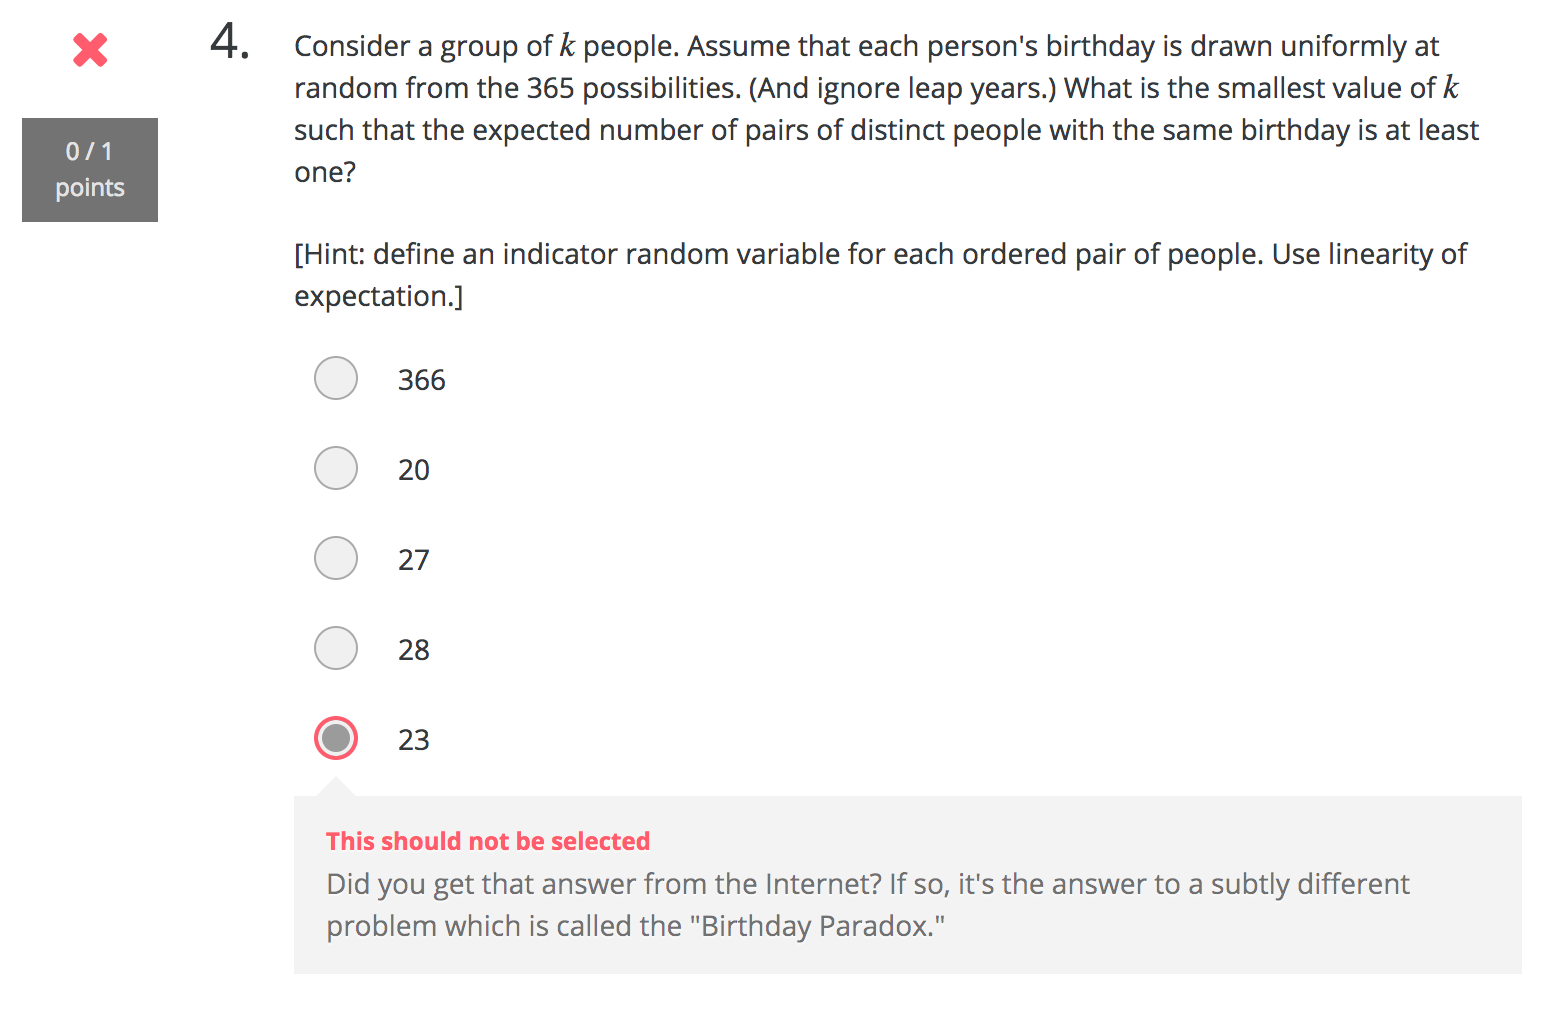 4.
Consider a group of k people. Assume that each person's birthday is drawn uniformly at
random from the 365 possibilities. (And ignore leap years.) What is the smallest value of k
such that the expected number of pairs of distinct people with the same birthday is at least
one?
0 / 1
points
[Hint: define an indicator random variable for each ordered pair of people. Use linearity of
expectation.]
366
20
27
28
23
This should not be selected
Did you get that answer from the Internet? If so, it's the answer to a subtly different
problem which is called the "Birthday Paradox."